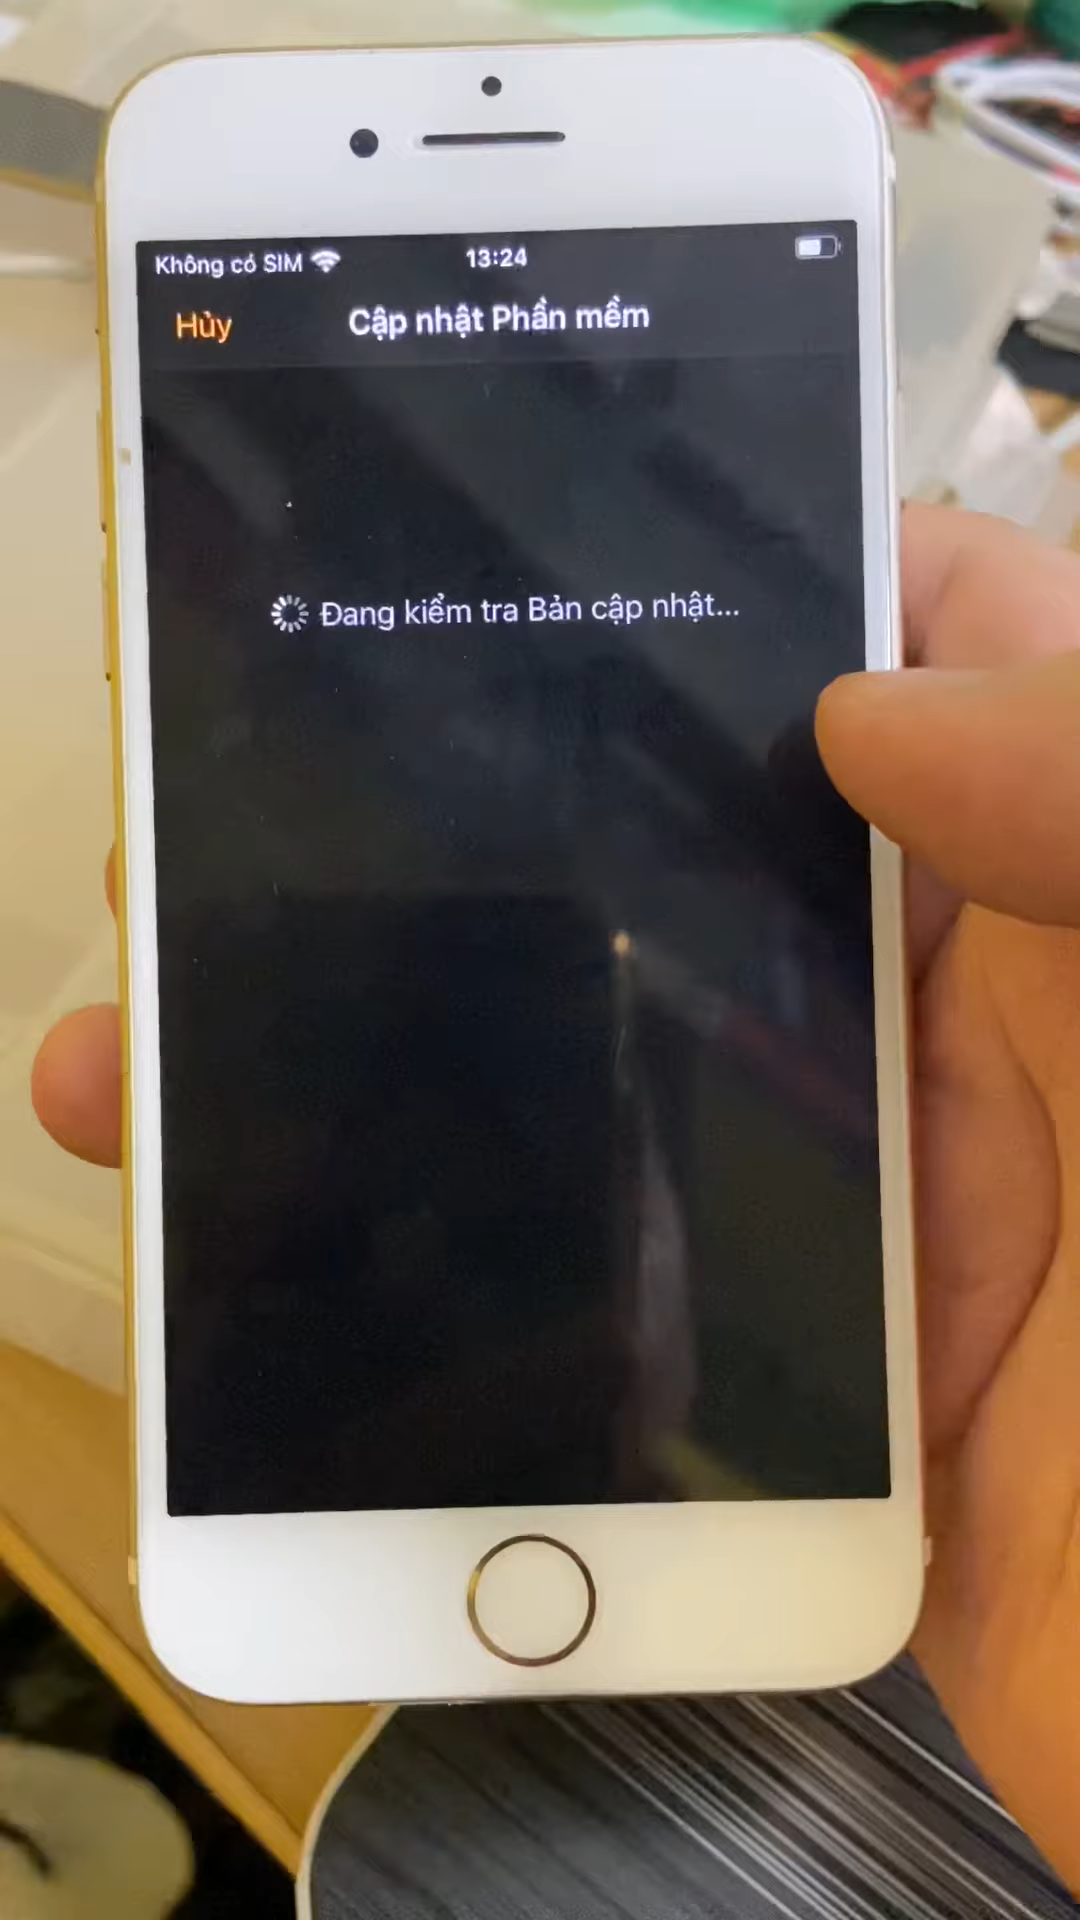 Không có SIM 13:24
Hủy Cập nhật Phần mềm
Đang kiểm tra Bản cập nhật...